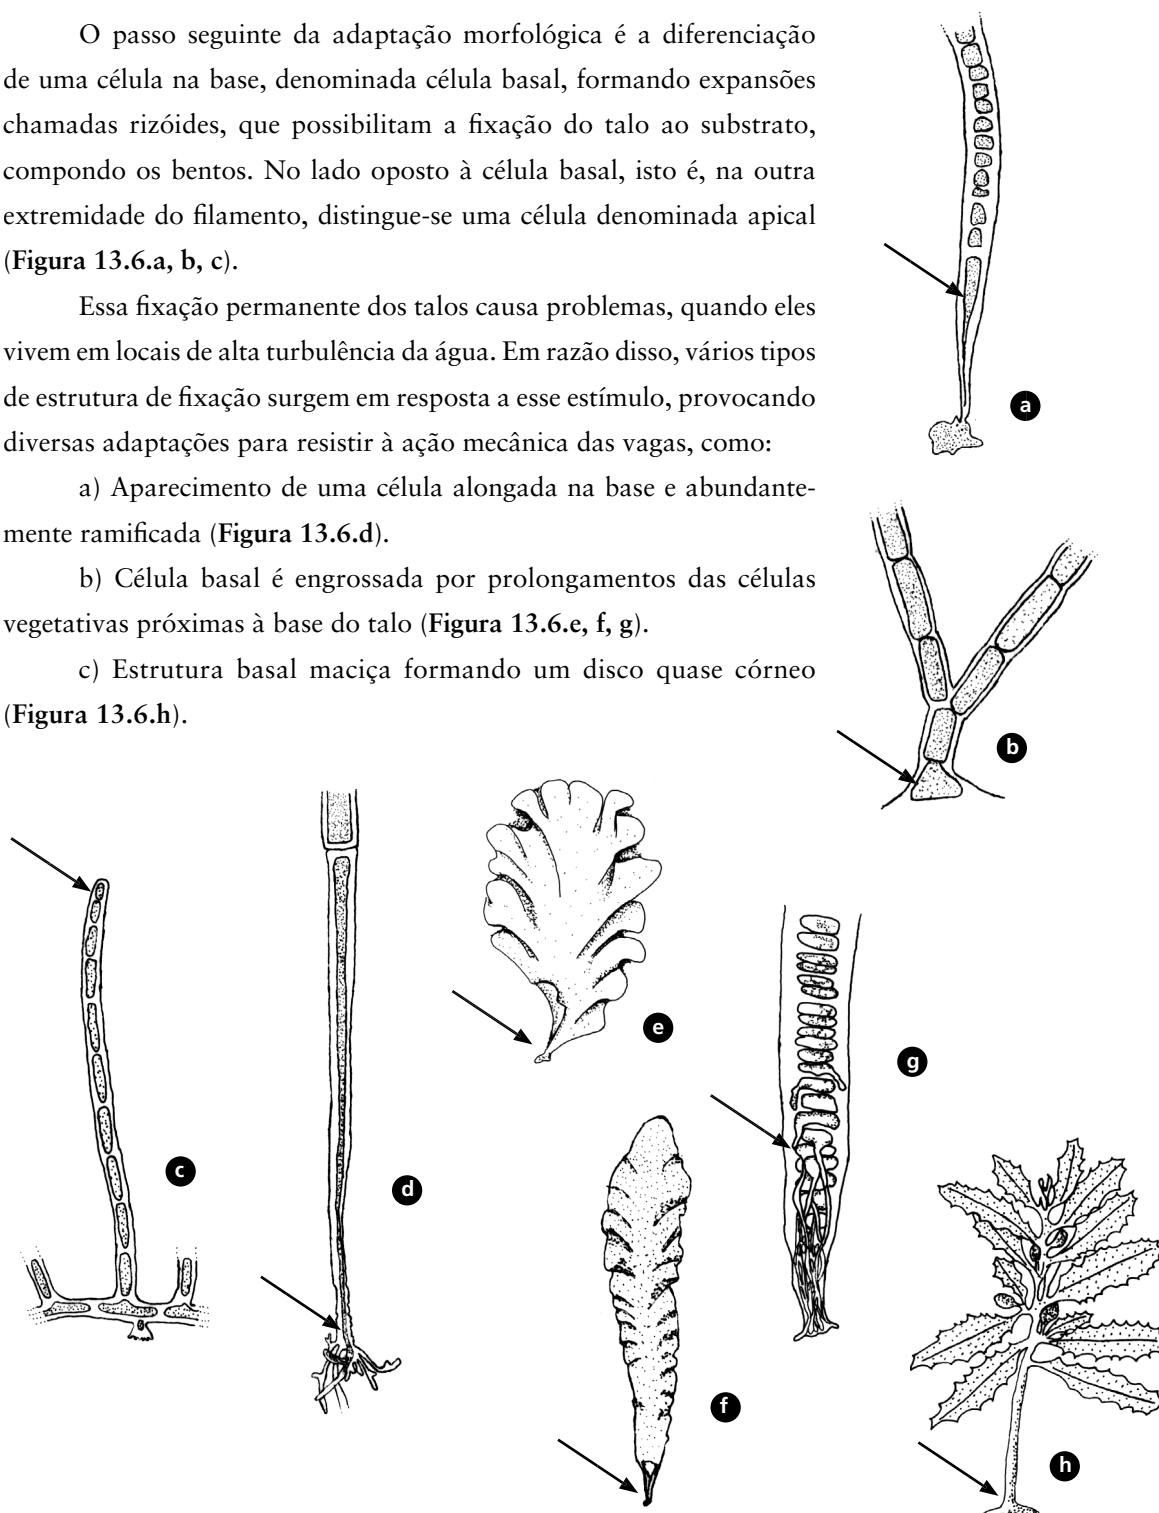 O passo seguinte da adaptação morfológica é a diferenciação
de uma célula na base, denominada célula basal, formando expansões
chamadas rizóides, que possibilitam a fixação do talo ao substrato,
compondo os bentos. No lado oposto à célula basal, isto é, na outra
extremidade do filamento, distingue-se uma célula denominada apical
(Figura 13.6.a, b, c).
Essa fixação permanente dos talos causa problemas, quando eles
vivem em locais de alta turbulência da água. Em razão disso, vários tipos
de estrutura de fixação surgem em resposta a esse estímulo, provocando
diversas adaptações para resistir à ação mecânica das vagas, como:
a) Aparecimento de uma célula alongada na base e abundante-
mente ramificada (Figura 13.6.d).
b) Célula basal é engrossada por prolongamentos das células
vegetativas próximas à base do talo (Figura 13.6.e, f, g).
c) Estrutura basal maciça formando um disco quase córneo
(Figura 13.6.h).
a
b
c
d
e
f
g
h